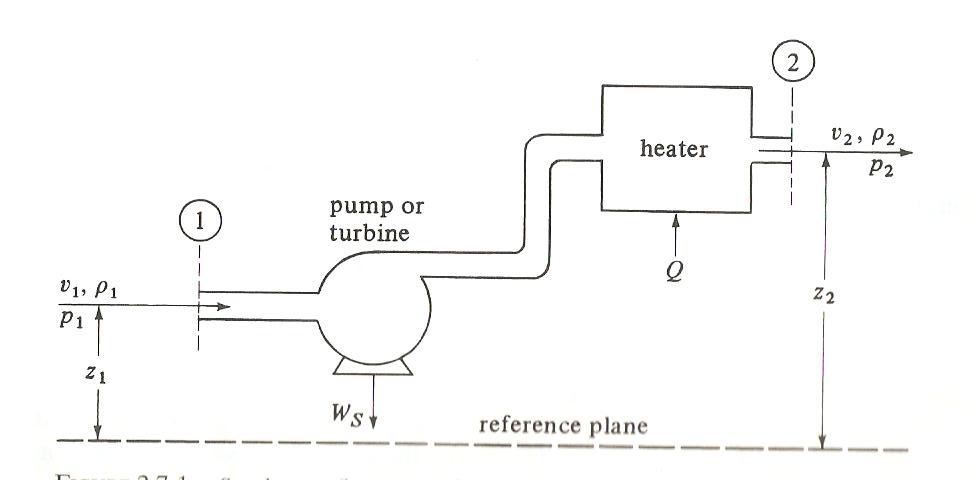 1
v₁, ρ₁
p₁
z₁
pump or
turbine
W_S
heater
Q
2
v₂, ρ₂
p₂
z₂
reference plane